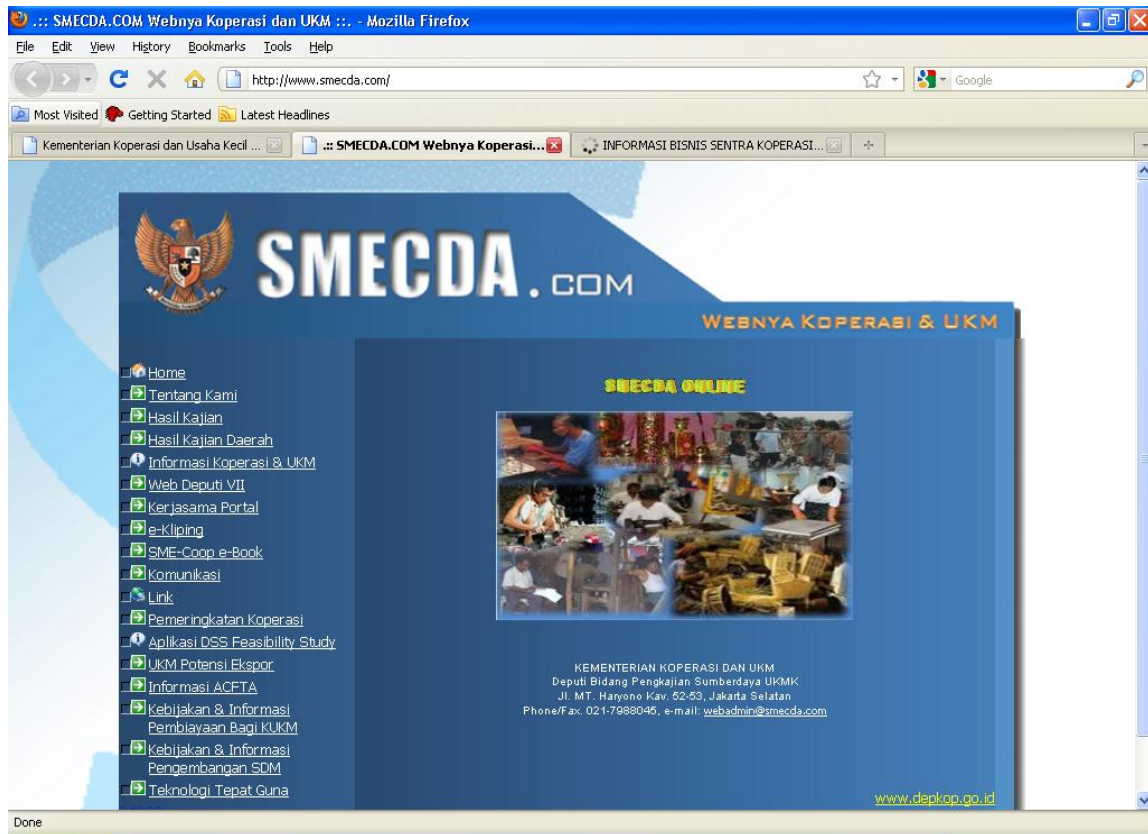 .:: SMECDA.COM Webnya Koperasi dan UKM ::. - Mozilla Firefox
File Edit View History Bookmarks Tools Help
http://www.smecda.com/
Google
Most Visited Getting Started Latest Headlines
Kementerian Koperasi dan Usaha Kecil ... .:: SMECDA.COM Webnya Koperasi... INFORMASI BISNIS SENTRA KOPERASI...
SMECDA.COM
WEBNYA KOPERASI & UKM
SMECDA ONLINE
Home
Tentang Kami
Hasil Kajian
Hasil Kajian Daerah
Informasi Koperasi & UKM
Web Deputi VII
Kerjasama Portal
e-Kliping
SME-Coop e-Book
Komunikasi
Link
Pemeringkatan Koperasi
Aplikasi DSS Feasibility Study
UKM Potensi Ekspor
Informasi ACFTA
Kebijakan & Informasi
Pembiayaan Bagi KUKM
Kebijakan & Informasi
Pengembangan SDM
Teknologi Tepat Guna
KEMENTERIAN KOPERASI DAN UKM
Deputi Bidang Pengkajian Sumberdaya UKMK
Jl. MT. Haryono Kav. 52-53, Jakarta Selatan
Phone/Fax. 021-7988045, e-mail: webadmin@smecda.com
www.depkop.go.id
Done